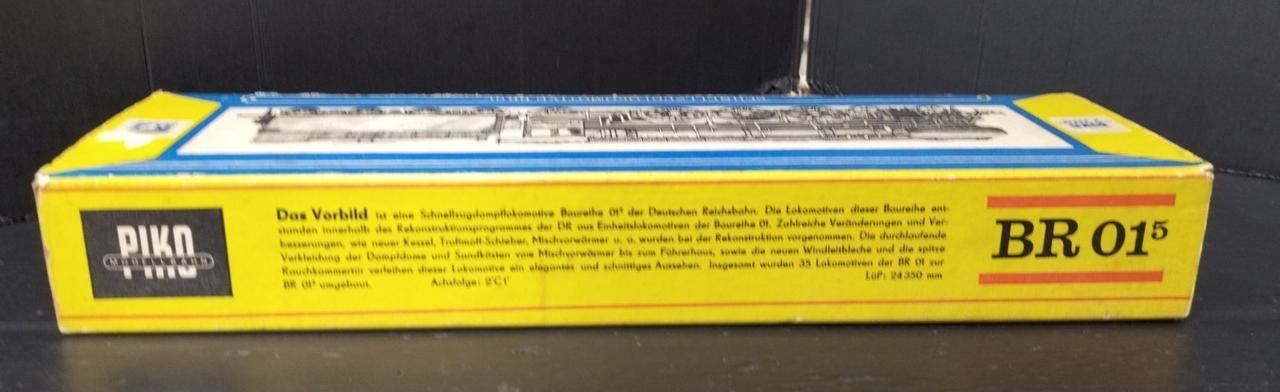 PIKO
MODELLBAHN
Das Vorbild ist eine Schnellzugdampflokomotive Baureihe 01⁵ der Deutschen Reichsbahn. Die Lokomotiven dieser Baureihe ent-
standen innerhalb des Rekonstruktionsprogrammes der DR aus Einheitslokomotiven der Baureihe 01. Zahlreiche Veränderungen und Ver-
besserungen, wie neuer Kessel, Trofimoff-Schieber, Mischvorwärmer u. a. wurden bei der Rekonstruktion vorgenommen. Die durchlaufende
Verkleidung der Dampfdome und Sandkästen vom Mischvorwärmer bis zum Führerhaus, sowie die neuen Windleitbleche und die spitze
Rauchkammertür verleihen dieser Lokomotive ein elegantes und schnittiges Aussehen. Insgesamt wurden 35 Lokomotiven der BR 01 zur
BR 01⁵ umgebaut. Achsfolge: 2'C1' LüP: 24 350 mm
BR 01⁵